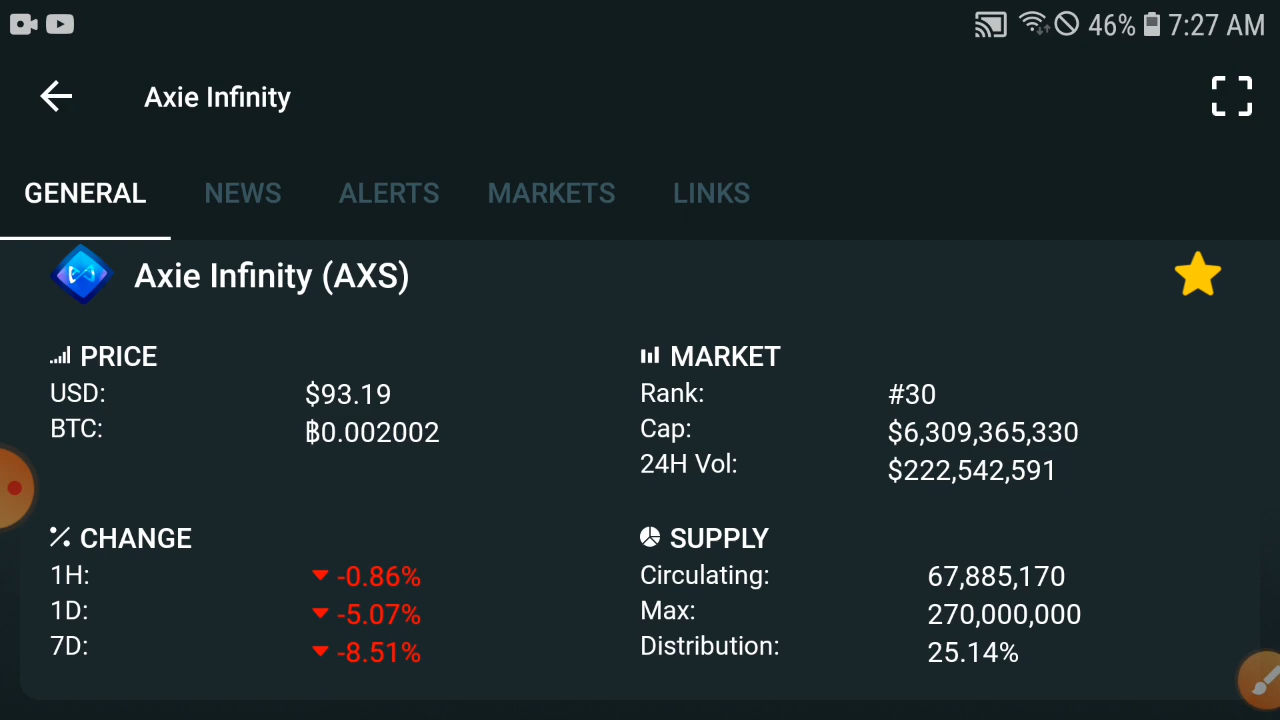 46% 7:27 AM
Axie Infinity
GENERAL NEWS ALERTS MARKETS LINKS
Axie Infinity (AXS)
PRICE
USD: $93.19
BTC: ฿0.002002
MARKET
Rank: #30
Cap: $6,309,365,330
24H Vol: $222,542,591
CHANGE
1H: -0.86%
1D: -5.07%
7D: -8.51%
SUPPLY
Circulating: 67,885,170
Max: 270,000,000
Distribution: 25.14%